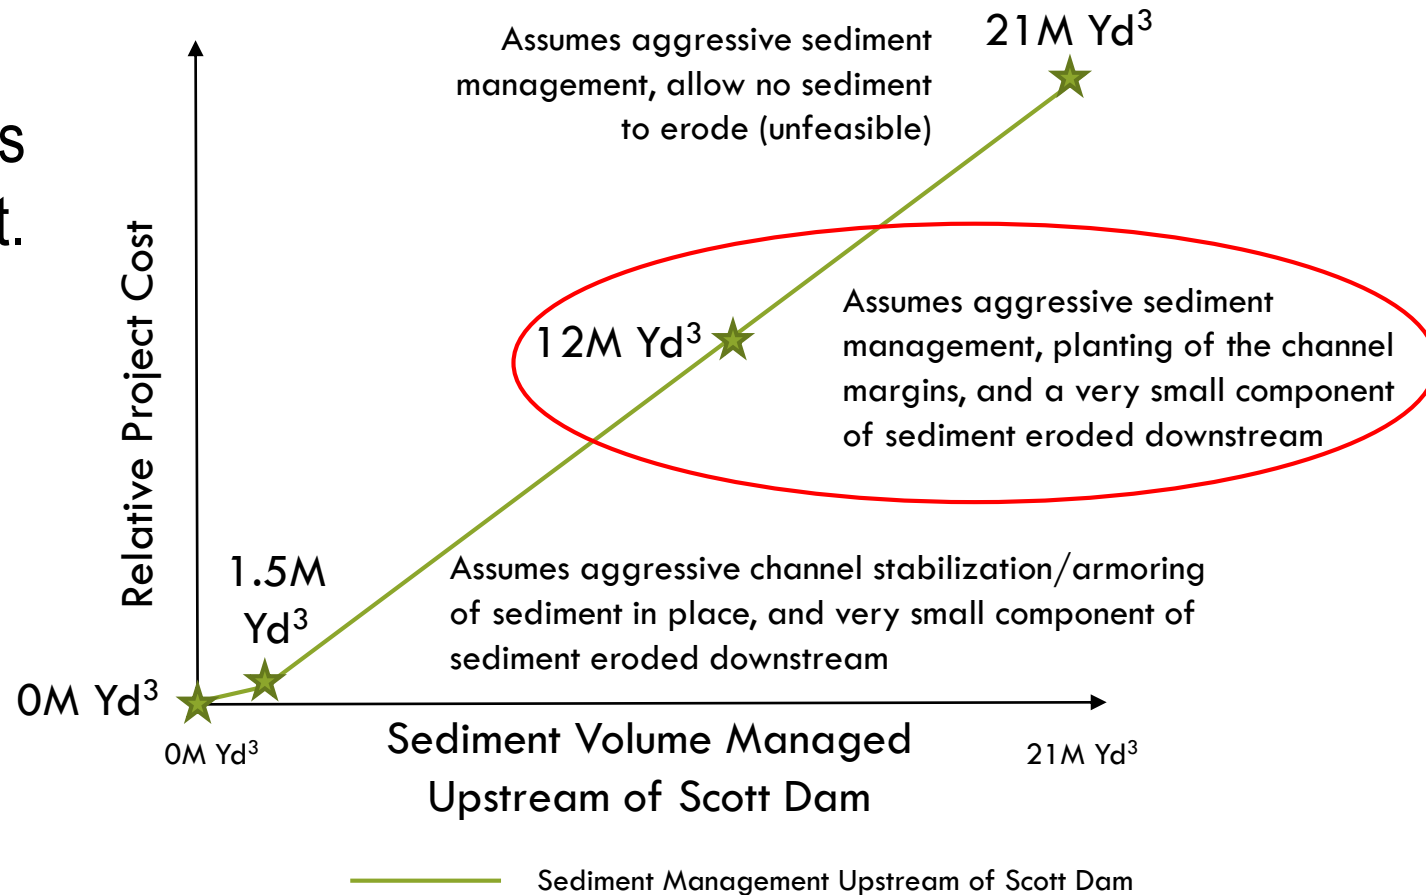 s
t.
Assumes aggressive sediment
management, allow no sediment
to erode (unfeasible)
21M Yd³
Relative Project Cost
12M Yd³
Assumes aggressive sediment
management, planting of the channel
margins, and a very small component
of sediment eroded downstream
1.5M
Yd³
Assumes aggressive channel stabilization/armoring
of sediment in place, and very small component of
sediment eroded downstream
0M Yd³
0M Yd³
Sediment Volume Managed
Upstream of Scott Dam
21M Yd³
Sediment Management Upstream of Scott Dam